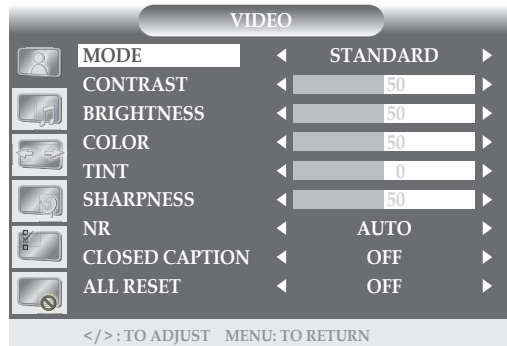 VIDEO
MODE STANDARD
CONTRAST 50
BRIGHTNESS 50
COLOR 50
TINT 0
SHARPNESS 50
NR AUTO
CLOSED CAPTION OFF
ALL RESET OFF
</> : TO ADJUST MENU: TO RETURN